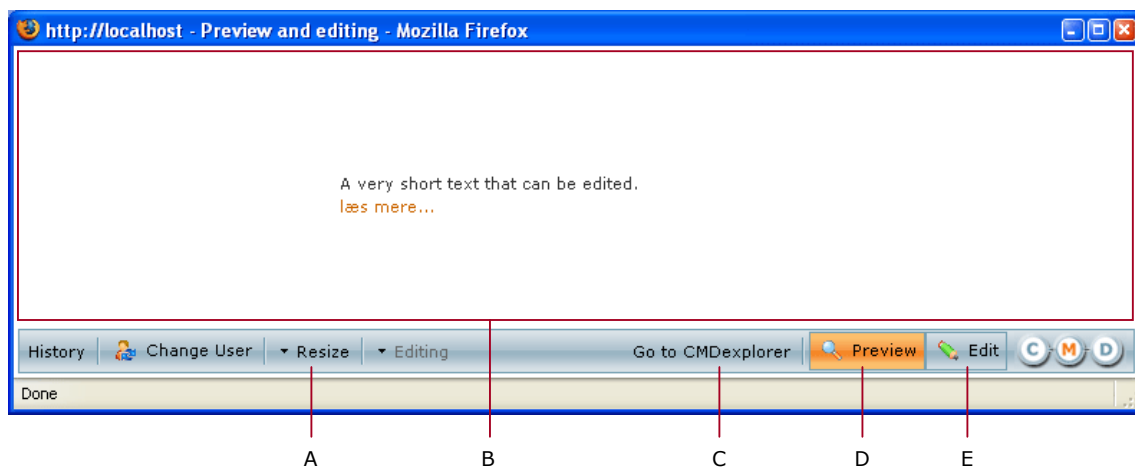 http://localhost - Preview and editing - Mozilla Firefox
A very short text that can be edited.
læs mere...
History Change User Resize Editing Go to CMDexplorer Preview Edit C M D
Done
A B C D E